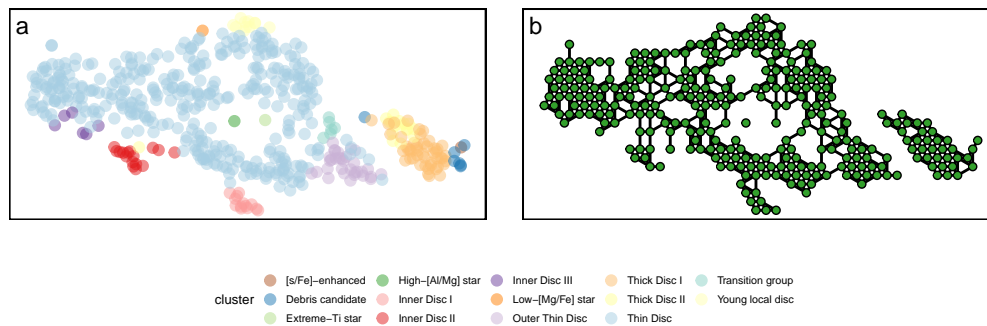 a
b
[s/Fe]−enhanced High−[Al/Mg] star Inner Disc III Thick Disc I Transition group
cluster Debris candidate Inner Disc I Low−[Mg/Fe] star Thick Disc II Young local disc
Extreme−Ti star Inner Disc II Outer Thin Disc Thin Disc